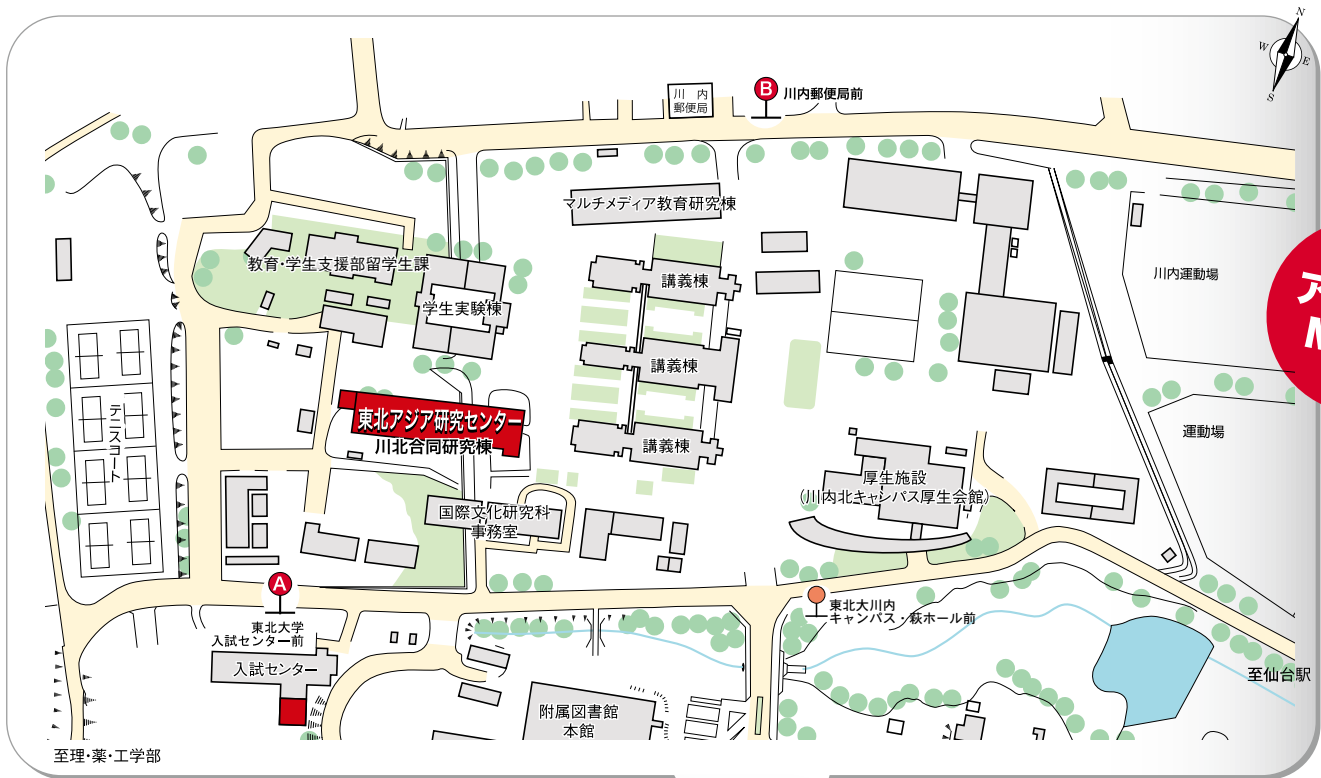 N
W
E
S
川 内
郵便局
B
川内郵便局前
マルチメディア教育研究棟
教育・学生支援部留学生課
講義棟
川内運動場
学生実験棟
講義棟
テニスコート
東北アジア研究センター
川北合同研究棟
講義棟
運動場
厚生施設
（川内北キャンパス厚生会館）
国際文化研究科
事務室
A
東北大学
入試センター前
東北大川内
キャンパス・萩ホール前
入試センター
至仙台駅
附属図書館
本館
至理・薬・工学部